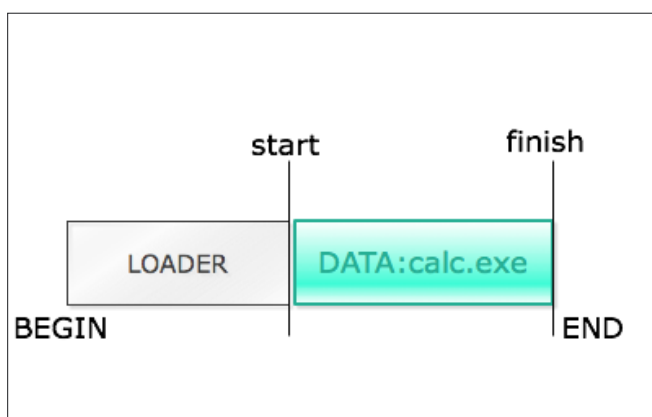 start
finish
LOADER
DATA:calc.exe
BEGIN
END